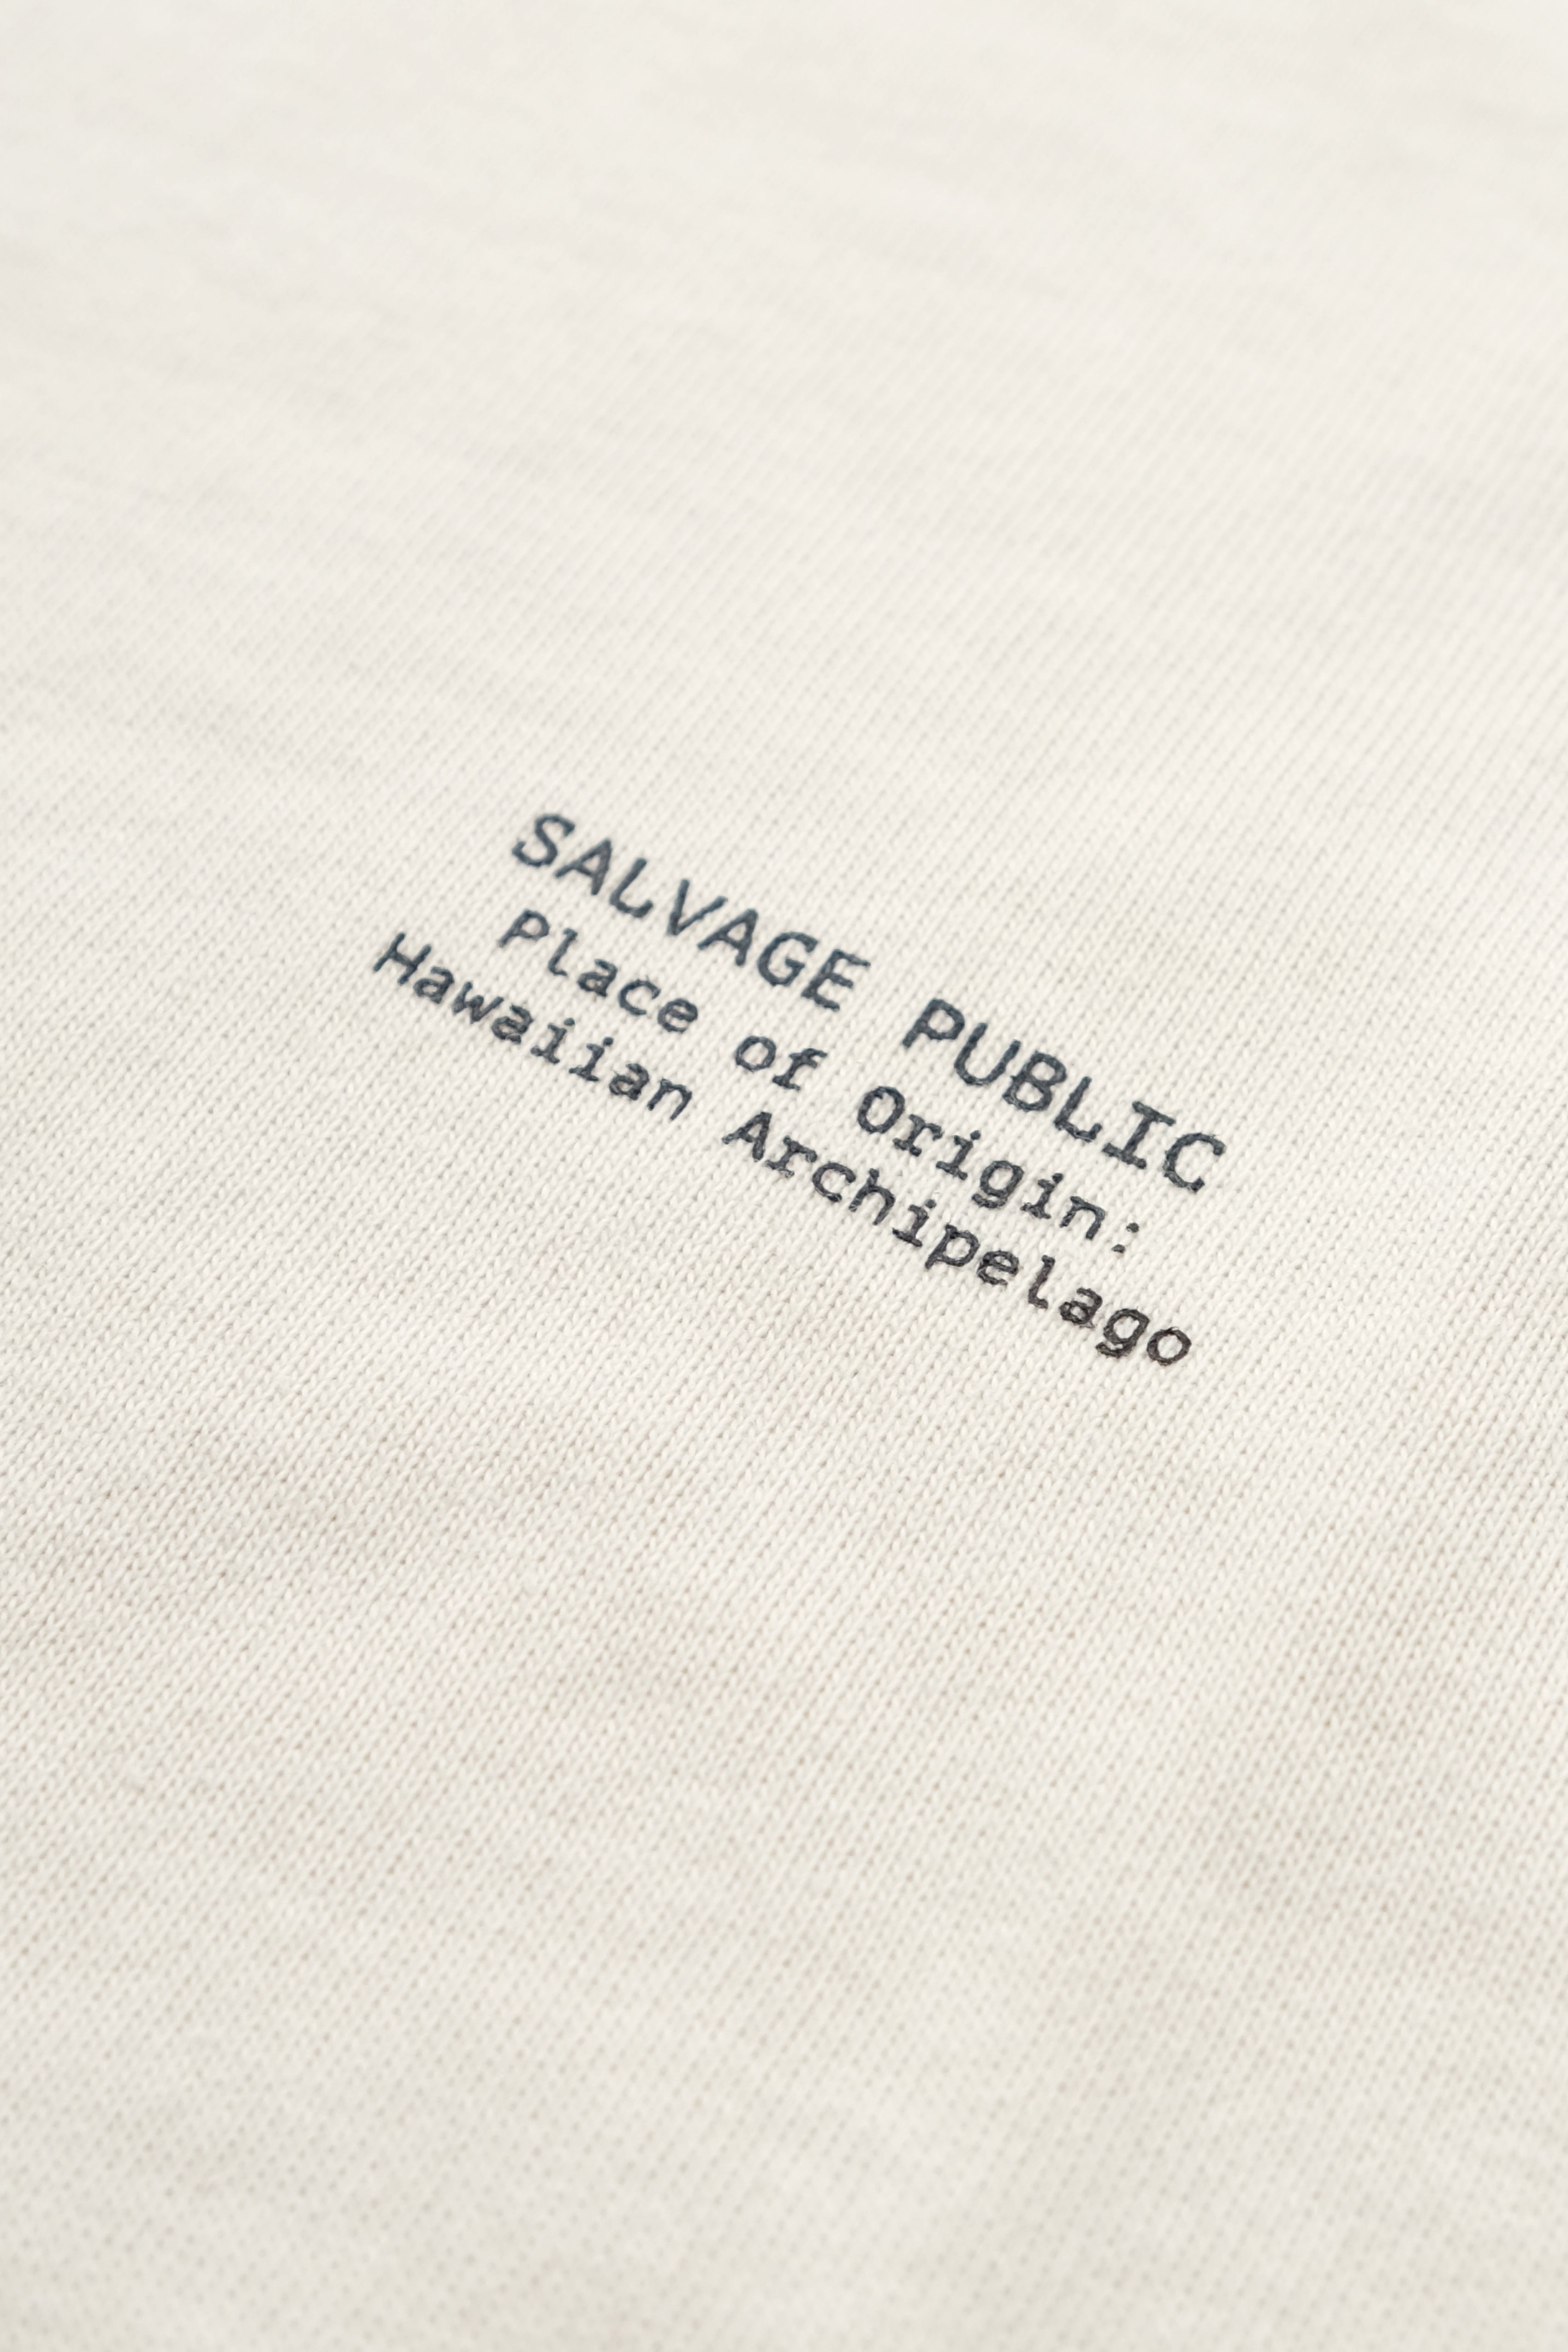 SALVAGE PUBLIC
Place of Origin:
Hawaiian Archipelago